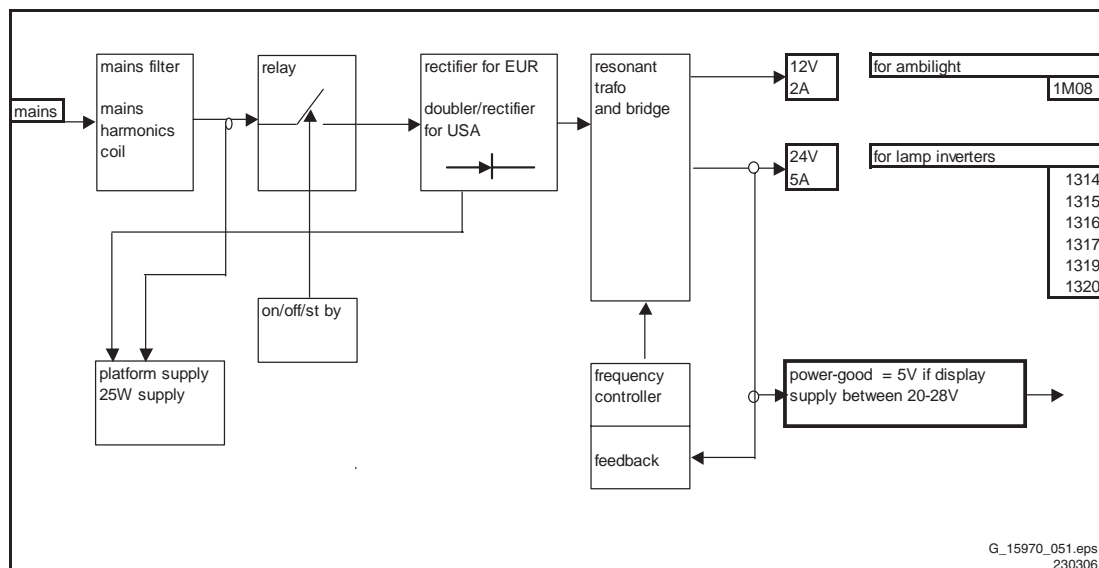 mains
mains filter
mains
harmonics
coil
relay
rectifier for EUR
doubler/rectifier
for USA
resonant
trafo
and bridge
12V
2A
for ambilight
1M08
24V
5A
for lamp inverters
1314
1315
1316
1317
1319
1320
on/off/st by
platform supply
25W supply
frequency
controller
feedback
power-good = 5V if display
supply between 20-28V
G_15970_051.eps
230306